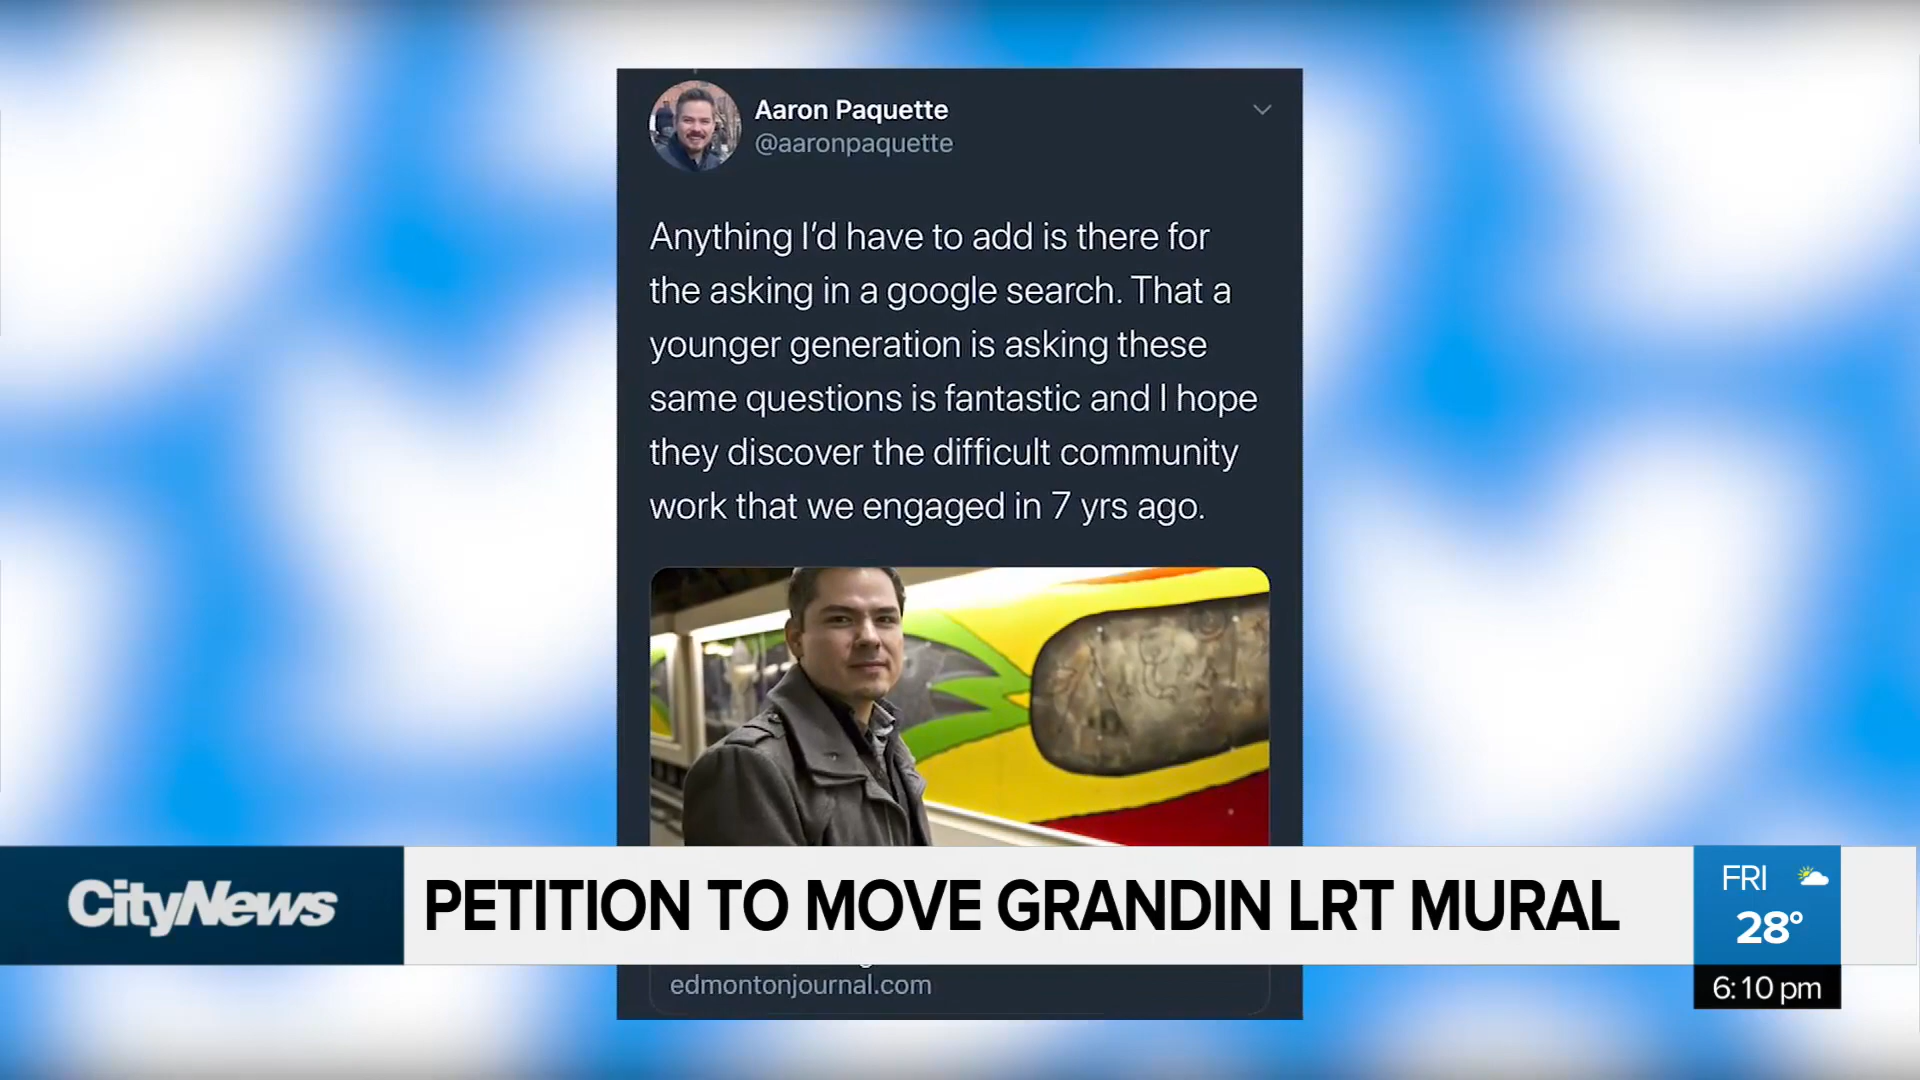 Aaron Paquette
@aaronpaquette
Anything I'd have to add is there for
the asking in a google search. That a
younger generation is asking these
same questions is fantastic and I hope
they discover the difficult community
work that we engaged in 7 yrs ago.
CityNews
PETITION TO MOVE GRANDIN LRT MURAL
FRI
28°
6:10 pm
edmontonjournal.com